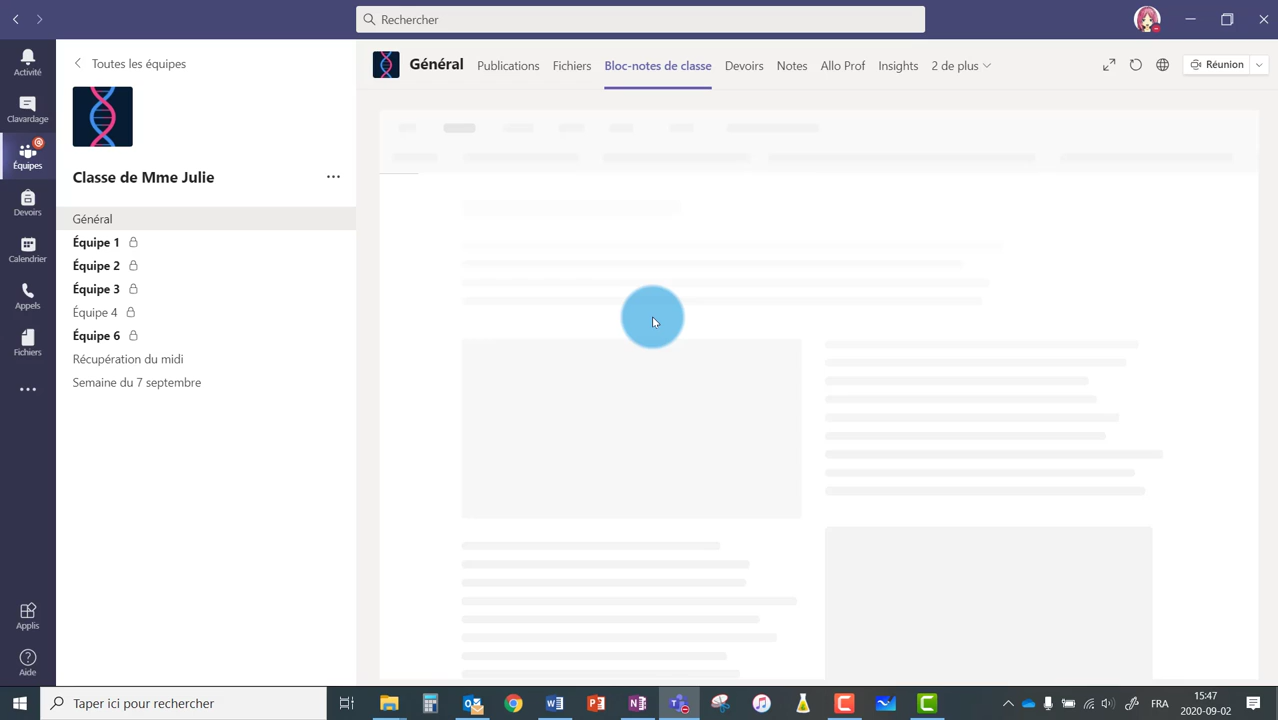 Rechercher
Activité
Clavardage
Équipes
Devoirs
Calendrier
Appels
Fichiers
Applis
Aide
Toutes les équipes
Classe de Mme Julie
Général
Équipe 1
Équipe 2
Équipe 3
Équipe 4
Équipe 6
Récupération du midi
Semaine du 7 septembre
Général Publications Fichiers Bloc-notes de classe Devoirs Notes Allo Prof Insights 2 de plus Réunion
Taper ici pour rechercher
FRA
15:47
2020-09-02